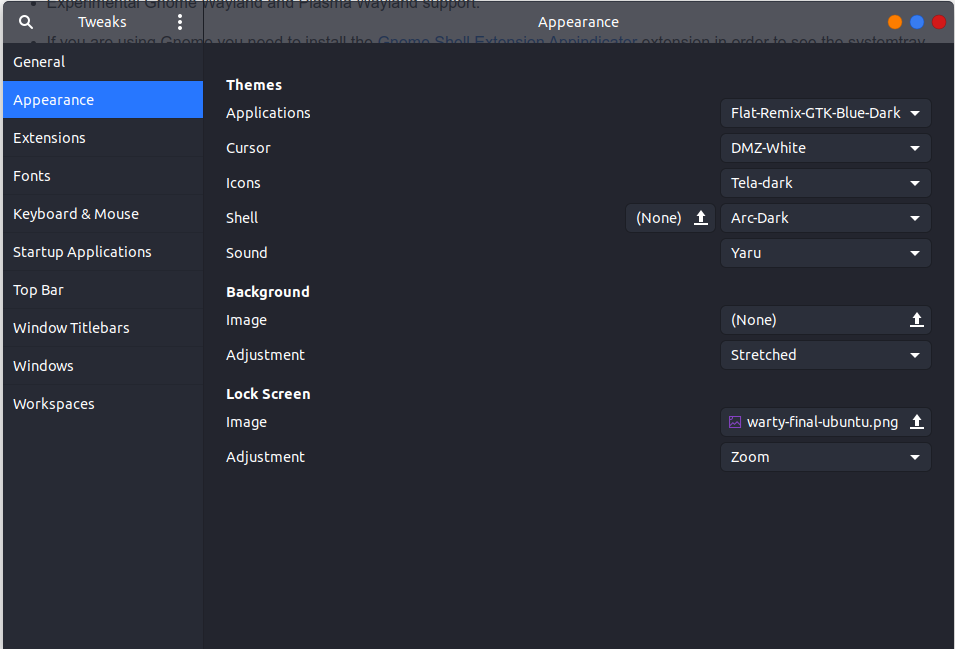 Experimental Gnome Wayland and Plasma Wayland support.
Tweaks
Appearance
If you are using Gnome you need to install the Gnome Shell Extension Appindicator extension in order to see the systemtray
General
Appearance
Extensions
Fonts
Keyboard & Mouse
Startup Applications
Top Bar
Window Titlebars
Windows
Workspaces
Themes
Applications Flat-Remix-GTK-Blue-Dark
Cursor DMZ-White
Icons Tela-dark
Shell (None) Arc-Dark
Sound Yaru
Background
Image (None)
Adjustment Stretched
Lock Screen
Image warty-final-ubuntu.png
Adjustment Zoom